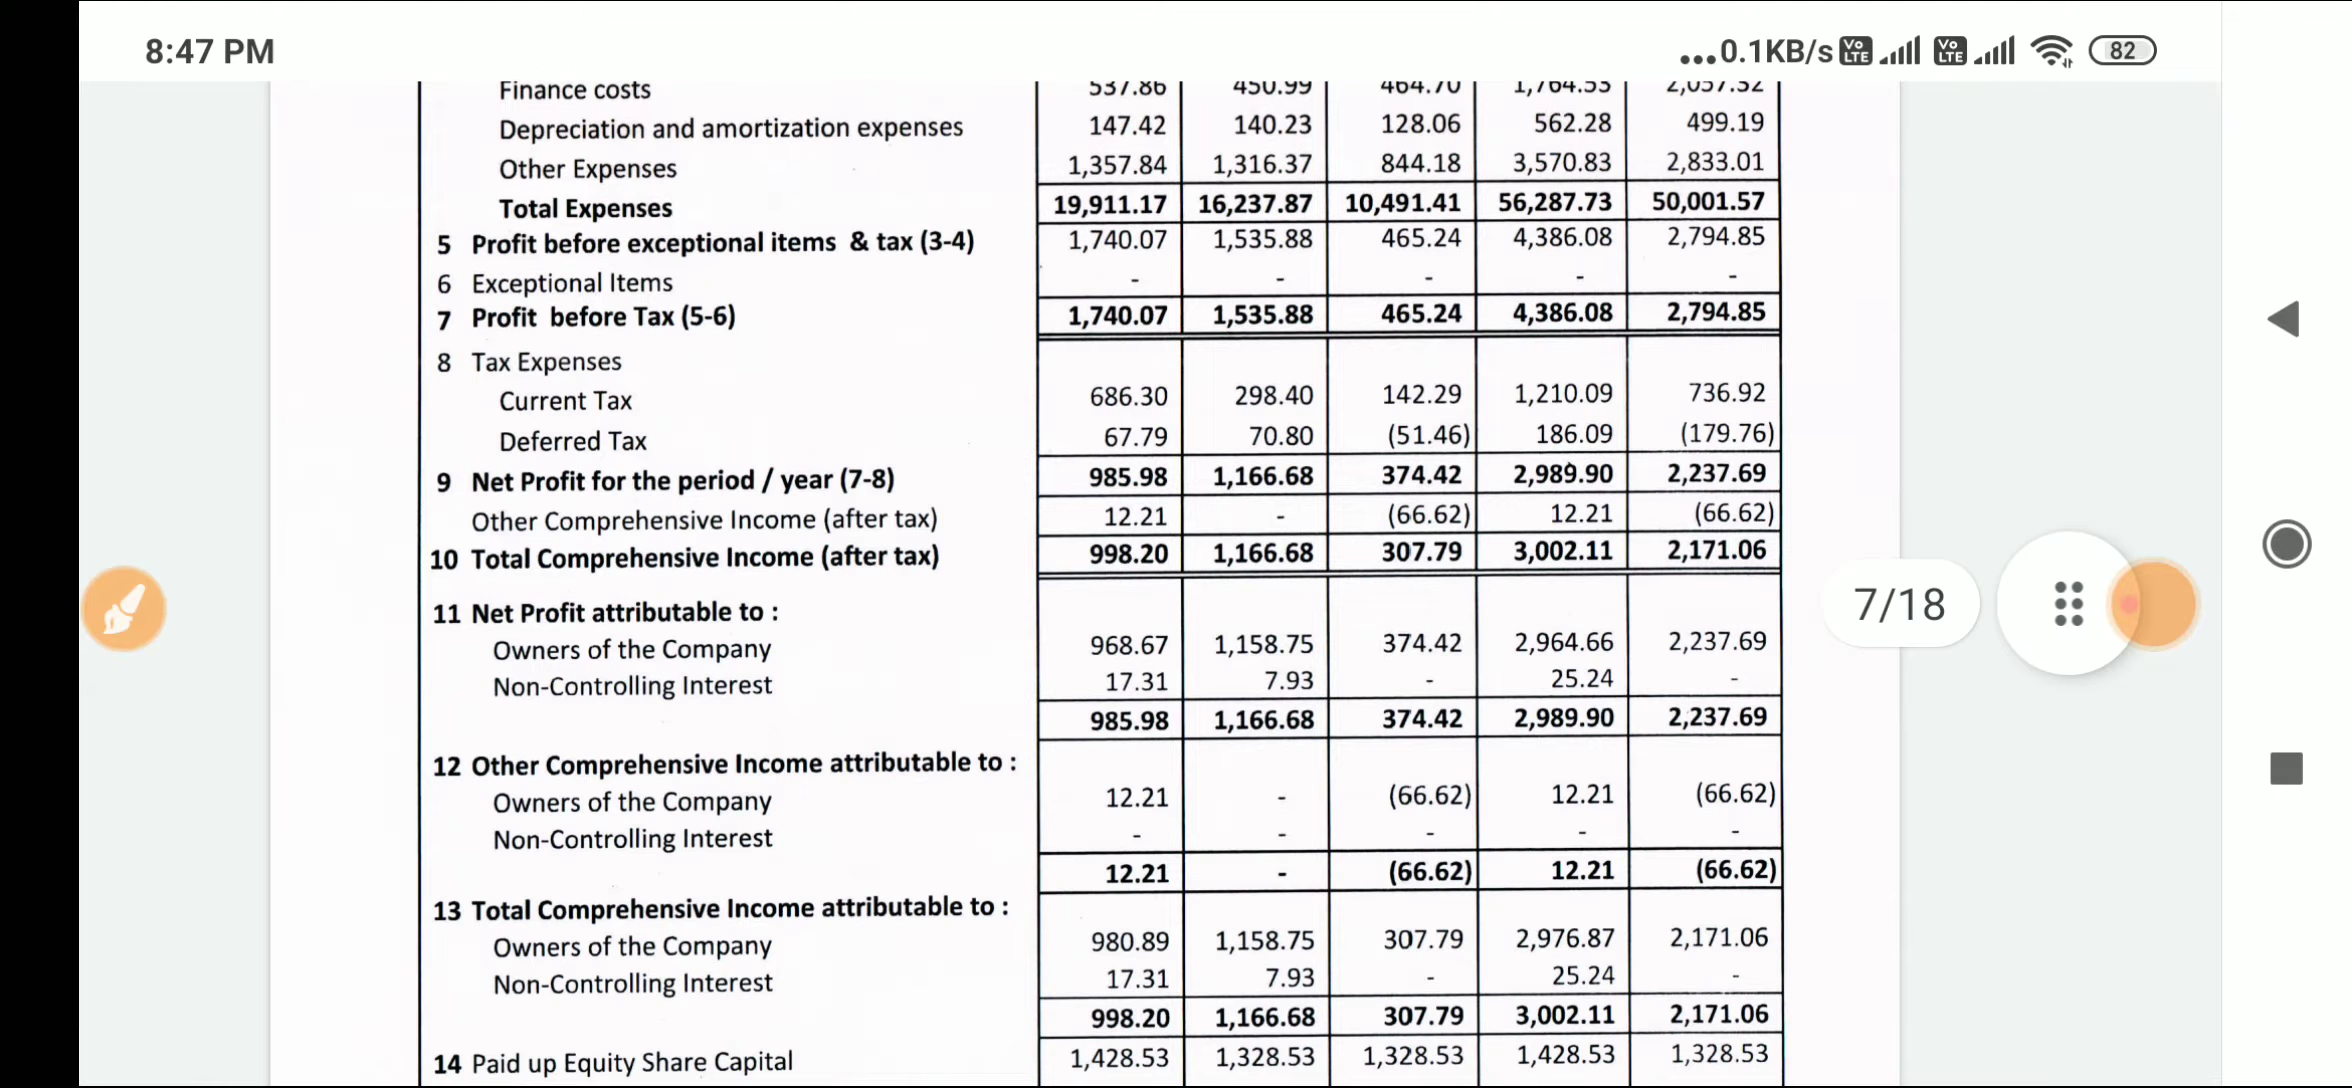 8:47 PM ...0.1KB/s Vo LTE Vo LTE 82
Finance costs 537.86 450.99 464.70 1,764.53 2,057.32
Depreciation and amortization expenses 147.42 140.23 128.06 562.28 499.19
Other Expenses 1,357.84 1,316.37 844.18 3,570.83 2,833.01
Total Expenses 19,911.17 16,237.87 10,491.41 56,287.73 50,001.57
5 Profit before exceptional items & tax (3-4) 1,740.07 1,535.88 465.24 4,386.08 2,794.85
6 Exceptional Items - - - - -
7 Profit before Tax (5-6) 1,740.07 1,535.88 465.24 4,386.08 2,794.85
8 Tax Expenses
Current Tax 686.30 298.40 142.29 1,210.09 736.92
Deferred Tax 67.79 70.80 (51.46) 186.09 (179.76)
9 Net Profit for the period / year (7-8) 985.98 1,166.68 374.42 2,989.90 2,237.69
Other Comprehensive Income (after tax) 12.21 - (66.62) 12.21 (66.62)
10 Total Comprehensive Income (after tax) 998.20 1,166.68 307.79 3,002.11 2,171.06
11 Net Profit attributable to :
Owners of the Company 968.67 1,158.75 374.42 2,964.66 2,237.69
Non-Controlling Interest 17.31 7.93 - 25.24 -
985.98 1,166.68 374.42 2,989.90 2,237.69
12 Other Comprehensive Income attributable to :
Owners of the Company 12.21 - (66.62) 12.21 (66.62)
Non-Controlling Interest - - - - -
12.21 - (66.62) 12.21 (66.62)
13 Total Comprehensive Income attributable to :
Owners of the Company 980.89 1,158.75 307.79 2,976.87 2,171.06
Non-Controlling Interest 17.31 7.93 - 25.24 -
998.20 1,166.68 307.79 3,002.11 2,171.06
14 Paid up Equity Share Capital 1,428.53 1,328.53 1,328.53 1,428.53 1,328.53
7/18